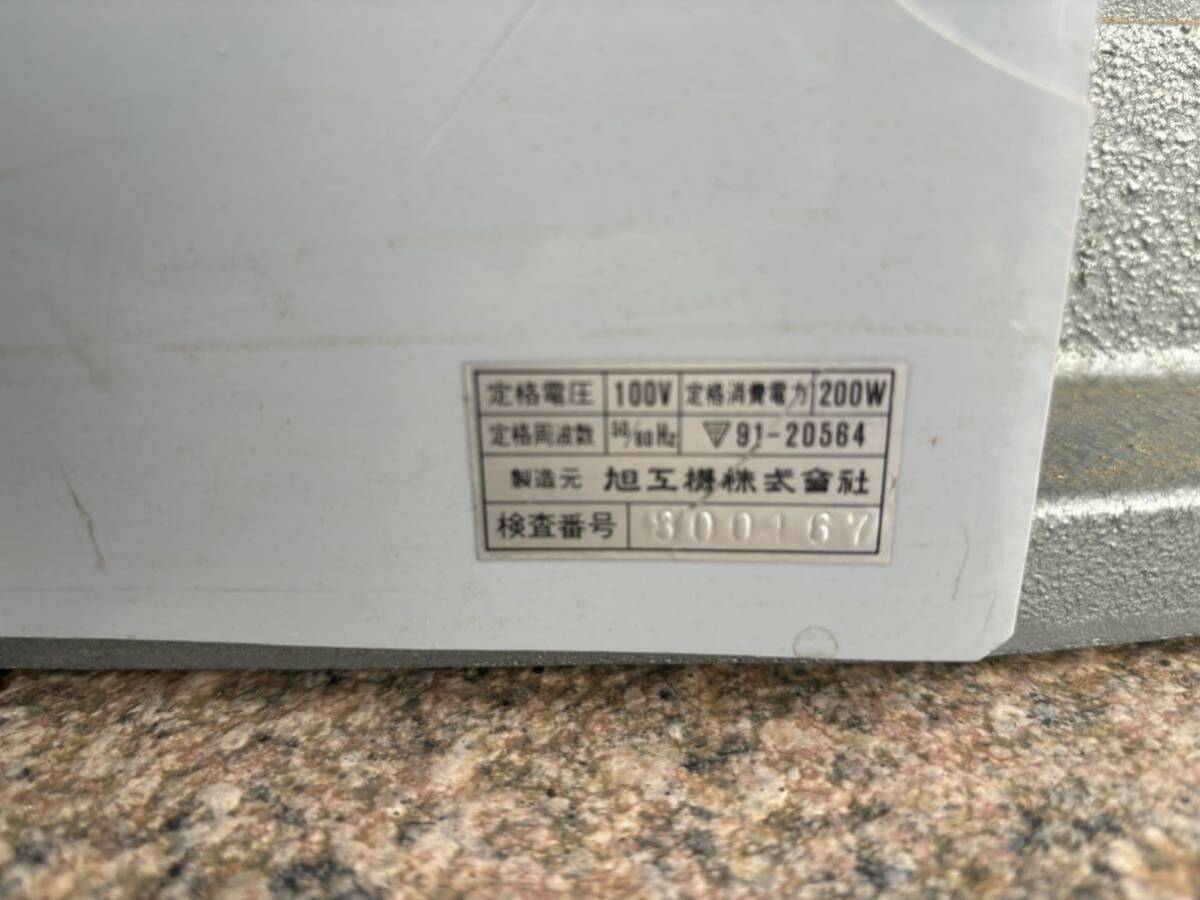 定格電圧 100V 定格消費電力 200W
定格周波数 50/60Hz 91-20564
製造元 旭工機株式會社
検査番号 300167